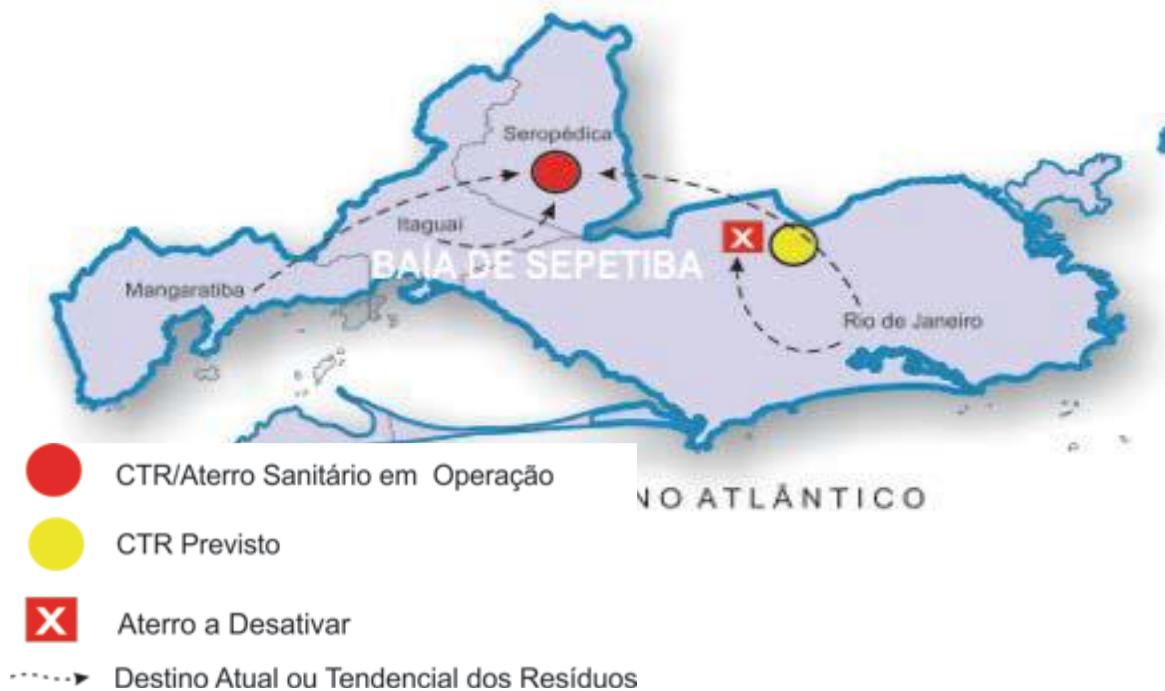 Seropédica
Itaguaí
BAÍA DE SEPETIBA
Mangaratiba
Rio de Janeiro
NO ATLÂNTICO
CTR/Aterro Sanitário em Operação
CTR Previsto
X Aterro a Desativar
Destino Atual ou Tendencial dos Resíduos